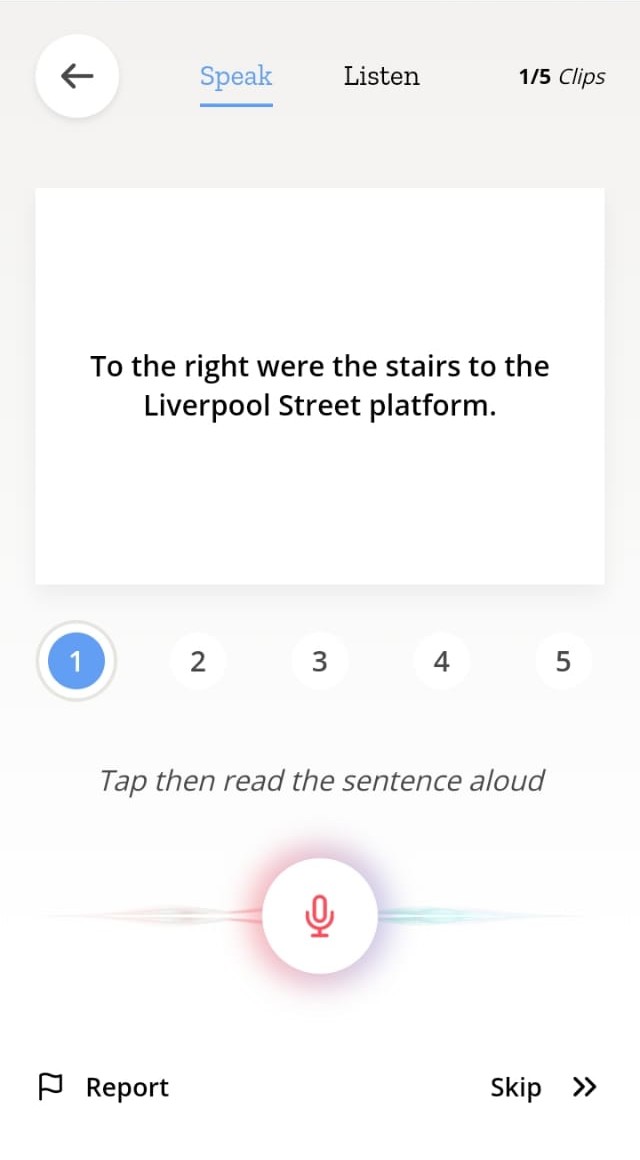 Speak Listen 1/5 Clips
To the right were the stairs to the
Liverpool Street platform.
1 2 3 4 5
Tap then read the sentence aloud
Report Skip